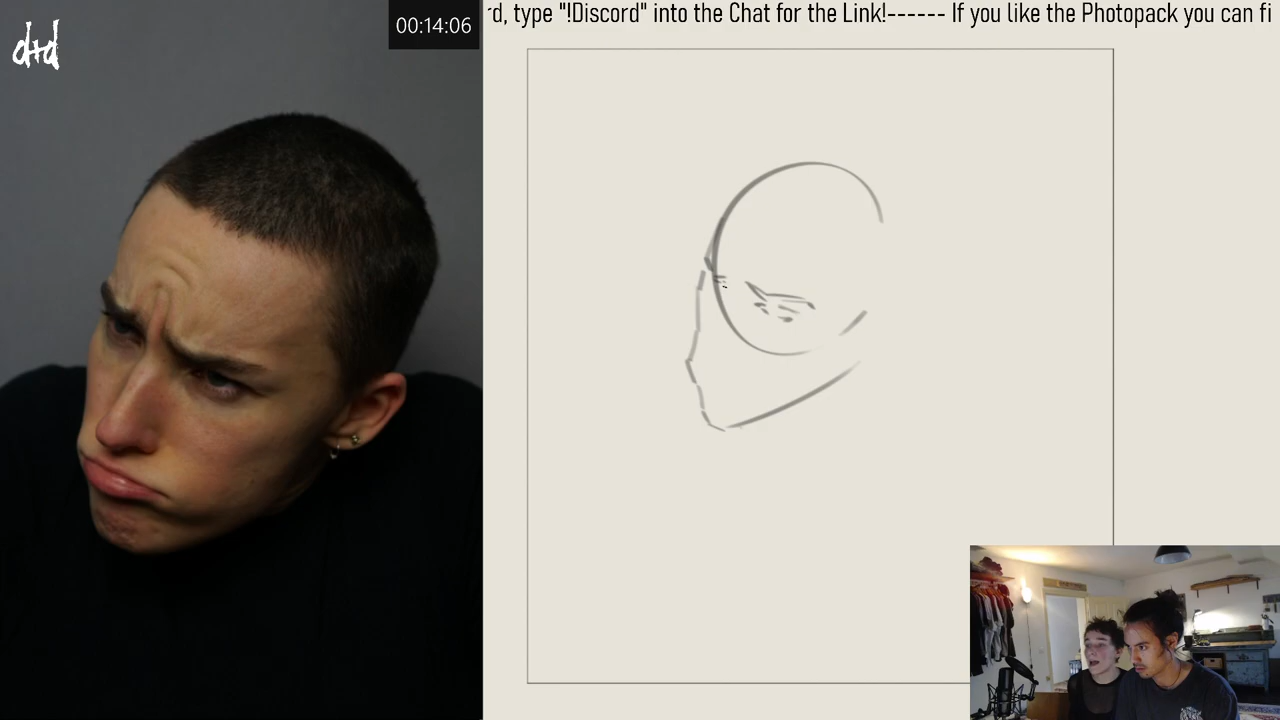 d+d
00:14:06
'd, type "!Discord" into the Chat for the Link!------ If you like the Photopack you can fi